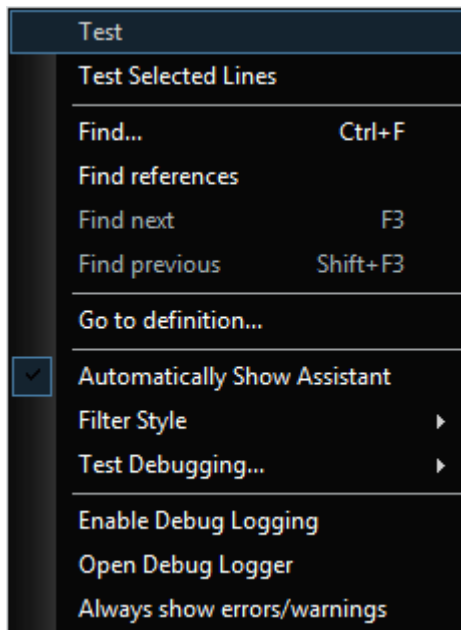 Test
Test Selected Lines
Find... Ctrl+F
Find references
Find next F3
Find previous Shift+F3
Go to definition...
Automatically Show Assistant
Filter Style
Test Debugging...
Enable Debug Logging
Open Debug Logger
Always show errors/warnings